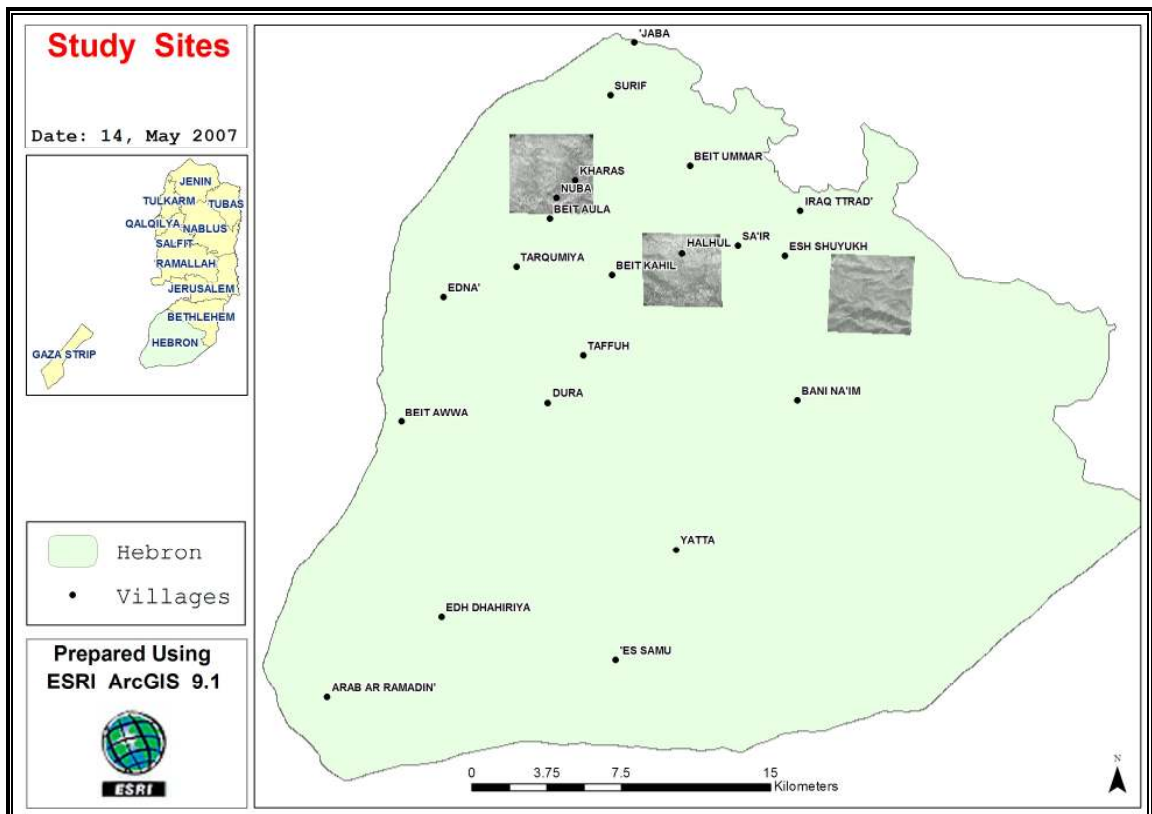 Study Sites
Date: 14, May 2007
JENIN
TULKARM
TUBAS
QALQILYA
NABLUS
SALFIT
RAMALLAH
JERUSALEM
BETHLEHEM
HEBRON
GAZA STRIP
Hebron
Villages
Prepared Using
ESRI ArcGIS 9.1
ESRI
'JABA
SURIF
BEIT UMMAR
KHARAS
NUBA
IRAQ TTRAD'
BEIT AULA
SA'IR
HALHUL
ESH SHUYUKH
TARQUMIYA
BEIT KAHIL
EDNA'
TAFFUH
DURA
BANI NA'IM
BEIT AWWA
YATTA
EDH DHAHIRIYA
'ES SAMU
ARAB AR RAMADIN'
N
0 3.75 7.5 15
Kilometers